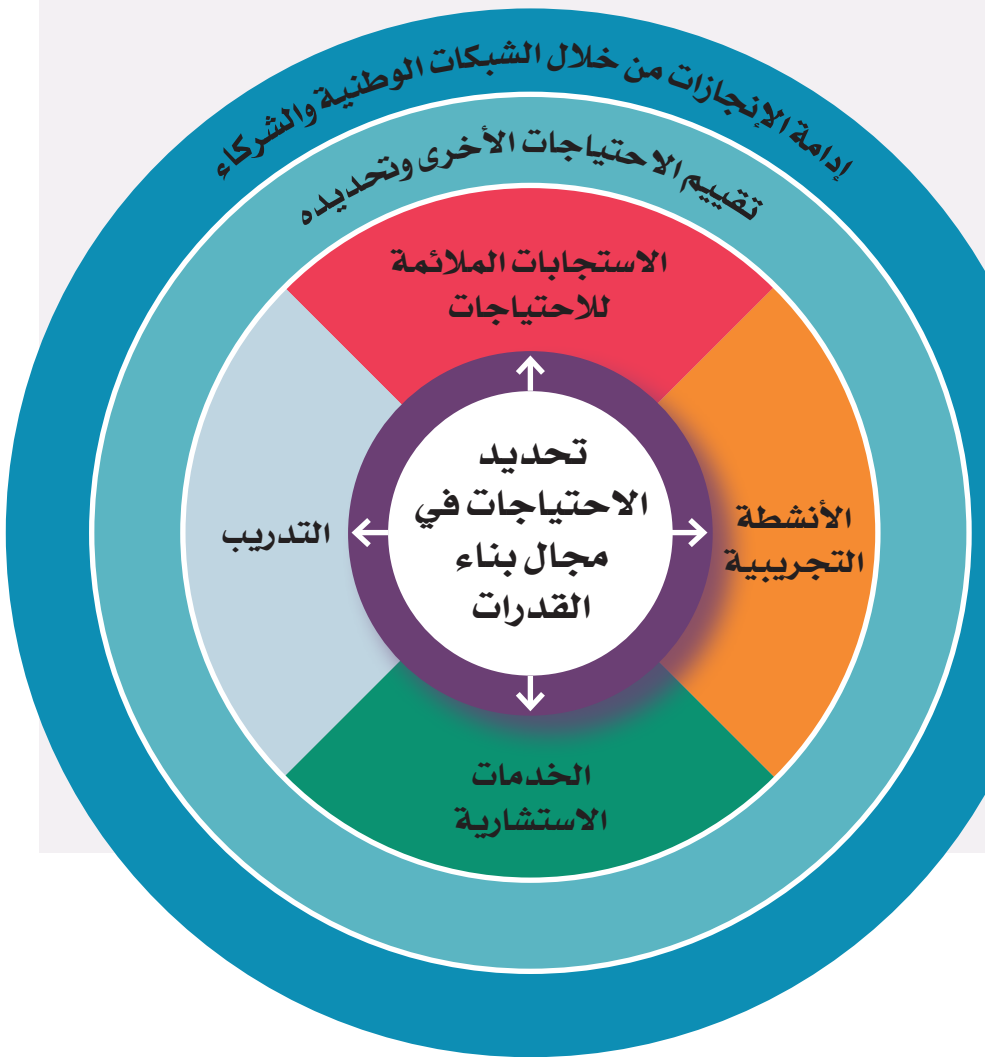 إدامة الإنجازات من خلال الشبكات الوطنية والشركاء
تقييم الاحتياجات الأخرى وتحديده
الاستجابات الملائمة
للاحتياجات
تحديد
الاحتياجات في
مجال بناء
القدرات
الأنشطة
التجريبية
التدريب
الخدمات
الاستشارية